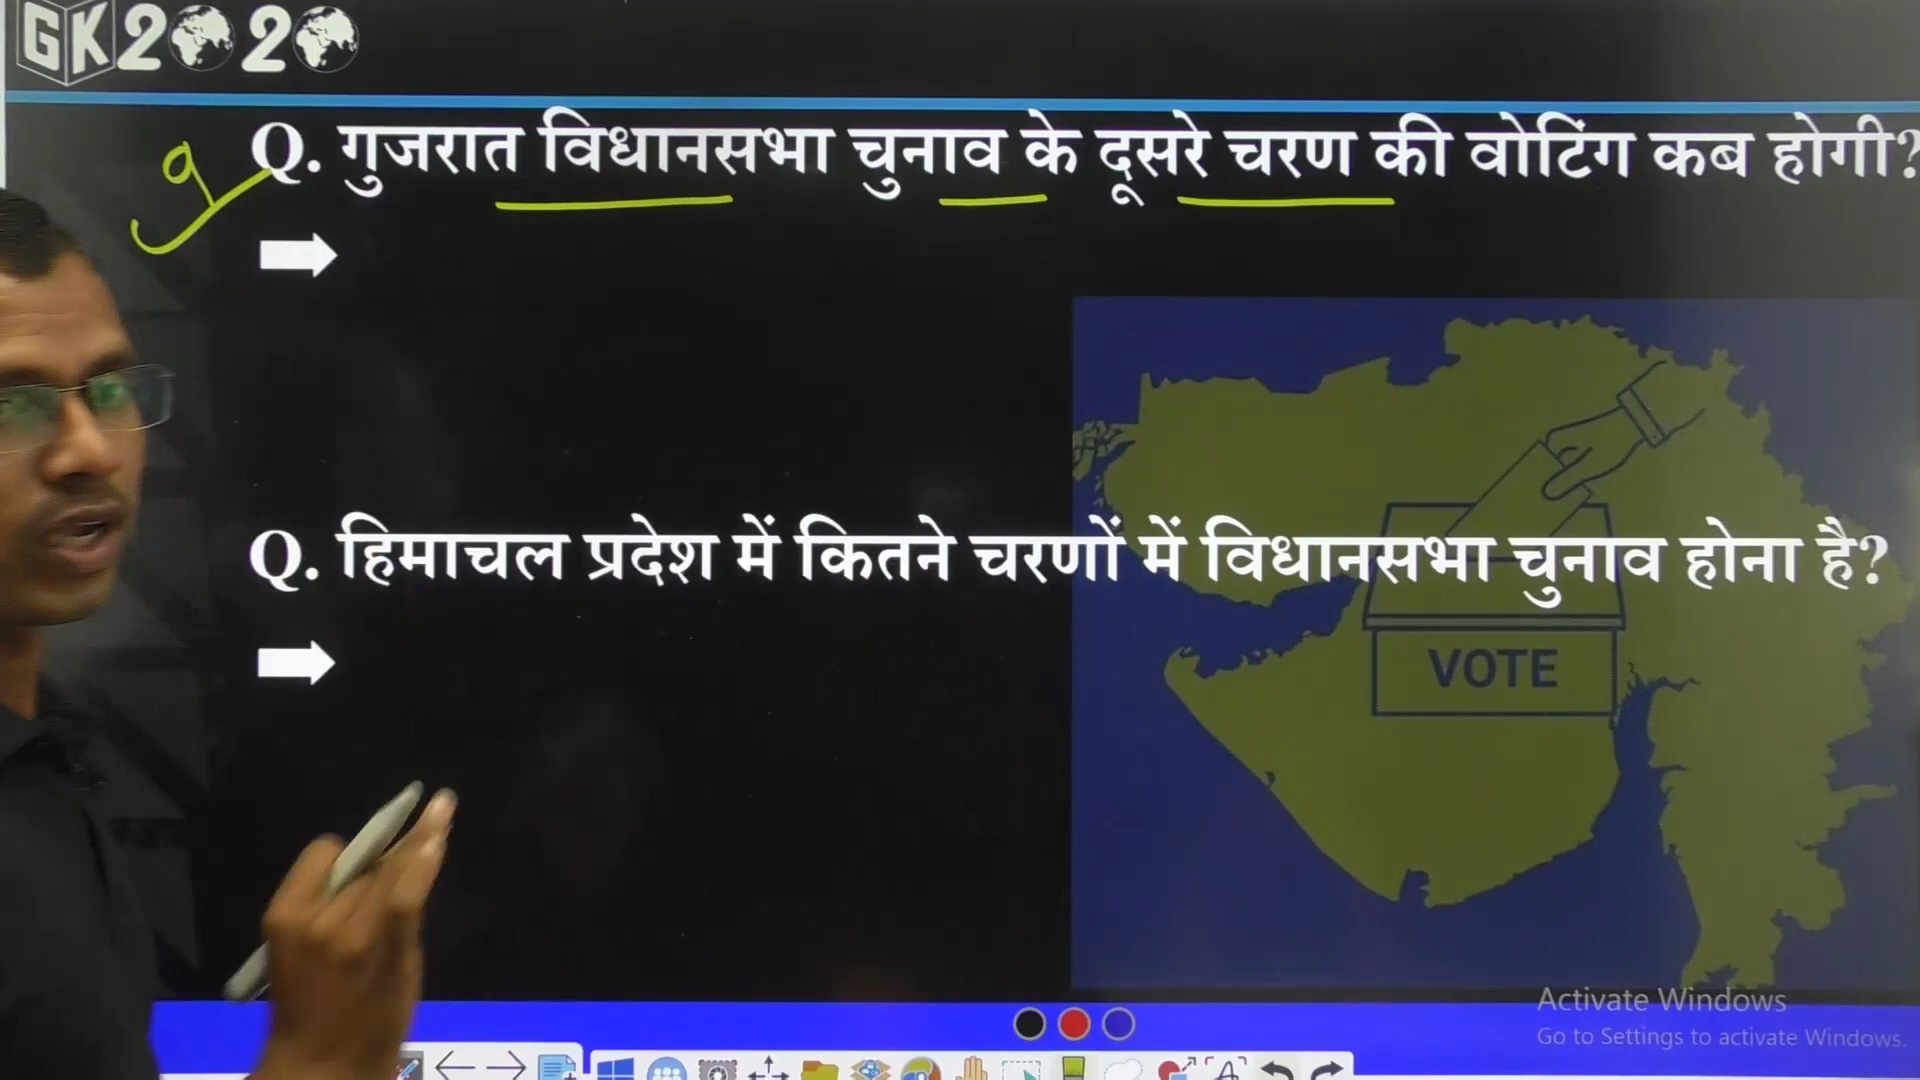 GK2020
9
Q. गुजरात विधानसभा चुनाव के दूसरे चरण की वोटिंग कब होगी?
Q. हिमाचल प्रदेश में कितने चरणों में विधानसभा चुनाव होना है?
VOTE
Activate Windows
Go to Settings to activate Windows.